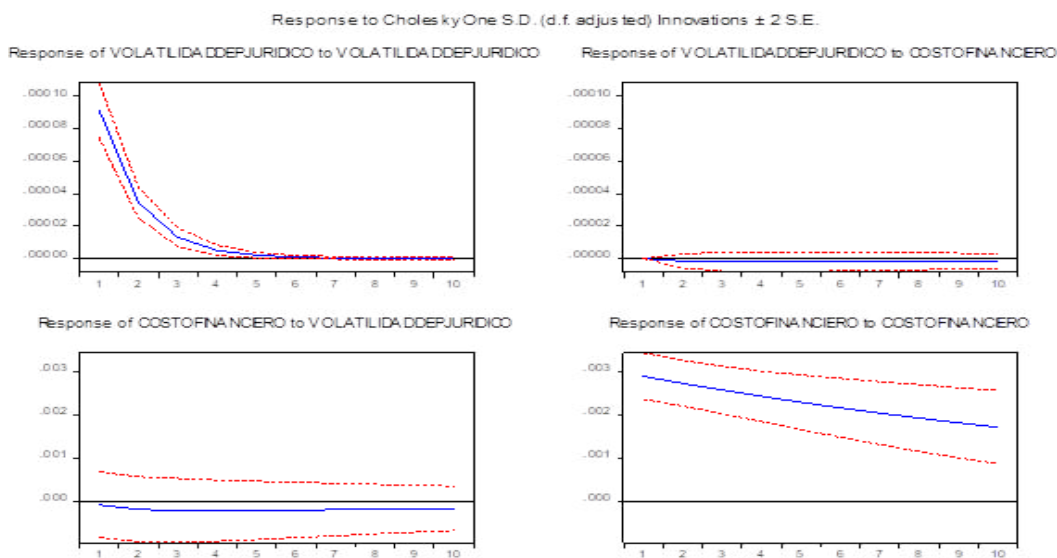 Response to Cholesky One S.D. (d.f. adjusted) Innovations ± 2 S.E.
Response of VOLATILIDADDEPJURIDICO to VOLATILIDADDEPJURIDICO
Response of VOLATILIDADDEPJURIDICO to COSTOFINANCIERO
.00010
.00008
.00006
.00004
.00002
.00000
1 2 3 4 5 6 7 8 9 10
.00010
.00008
.00006
.00004
.00002
.00000
1 2 3 4 5 6 7 8 9 10
Response of COSTOFINANCIERO to VOLATILIDADDEPJURIDICO
Response of COSTOFINANCIERO to COSTOFINANCIERO
.003
.002
.001
.000
1 2 3 4 5 6 7 8 9 10
.003
.002
.001
.000
1 2 3 4 5 6 7 8 9 10